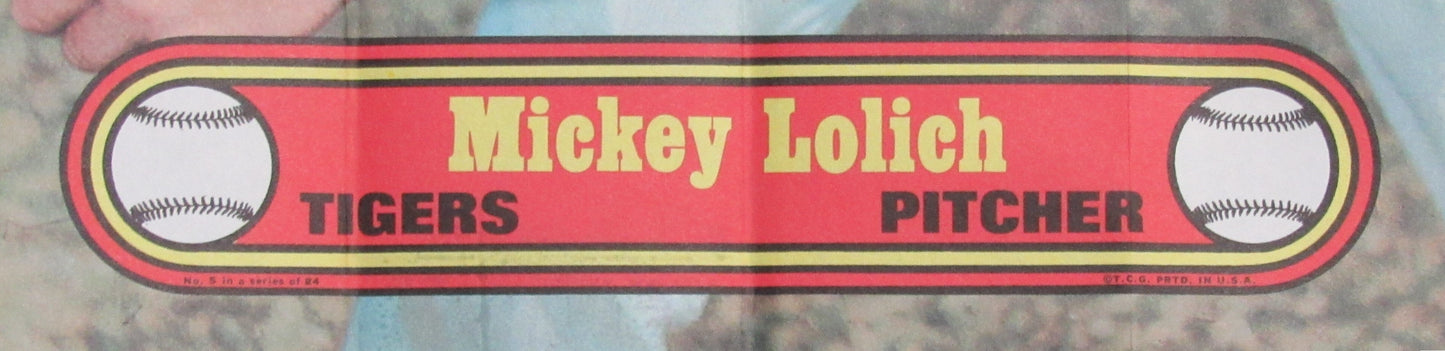 Mickey Lolich
TIGERS PITCHER
No. 5 in a series of 24
©T.C.G. PRTD. IN U.S.A.